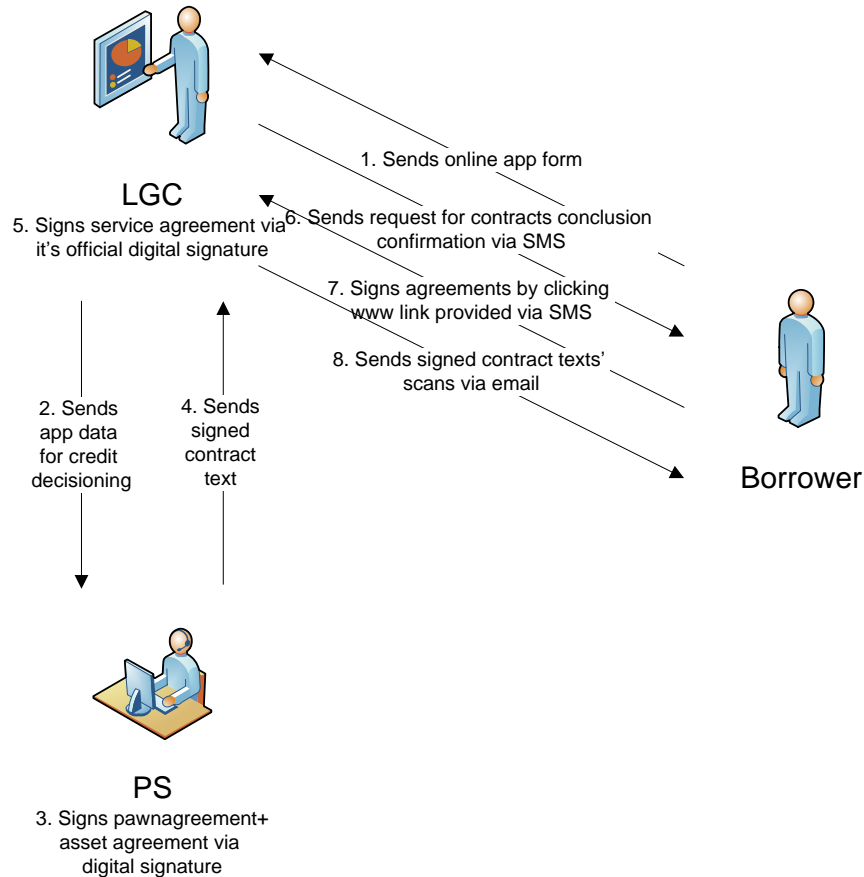 1. Sends online app form
LGC
5. Signs service agreement via
it's official digital signature
6. Sends request for contracts conclusion
confirmation via SMS
7. Signs agreements by clicking
www link provided via SMS
8. Sends signed contract texts’
scans via email
2. Sends
app data
for credit
decisioning
4. Sends
signed
contract
text
Borrower
PS
3. Signs pawnagreement+
asset agreement via
digital signature